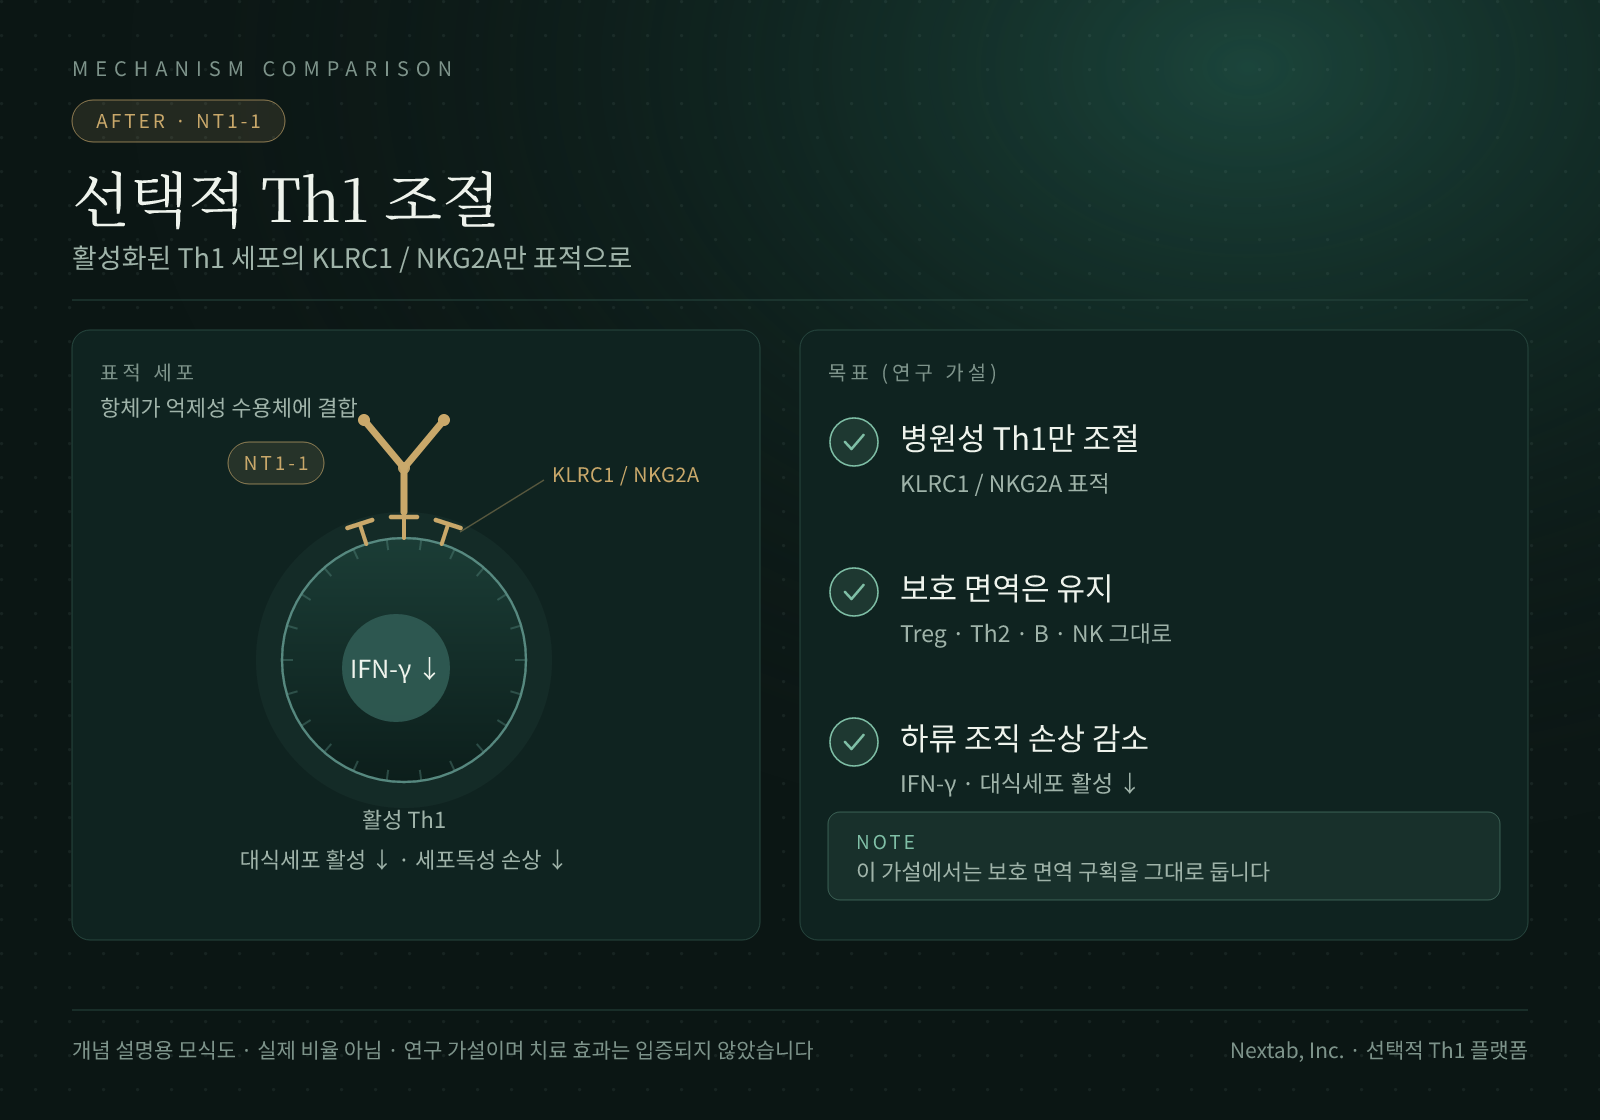 MECHANISM COMPARISON
AFTER · NT1-1
선택적 Th1 조절
활성화된 Th1 세포의 KLRC1 / NKG2A만 표적으로
표적 세포
항체가 억제성 수용체에 결합
NT1-1
KLRC1 / NKG2A
IFN-γ ↓
활성 Th1
대식세포 활성 ↓ · 세포독성 손상 ↓
목표 (연구 가설)
병원성 Th1만 조절
KLRC1 / NKG2A 표적
보호 면역은 유지
Treg · Th2 · B · NK 그대로
하류 조직 손상 감소
IFN-γ · 대식세포 활성 ↓
NOTE
이 가설에서는 보호 면역 구획을 그대로 둡니다
개념 설명용 모식도 · 실제 비율 아님 · 연구 가설이며 치료 효과는 입증되지 않았습니다
Nextab, Inc. · 선택적 Th1 플랫폼